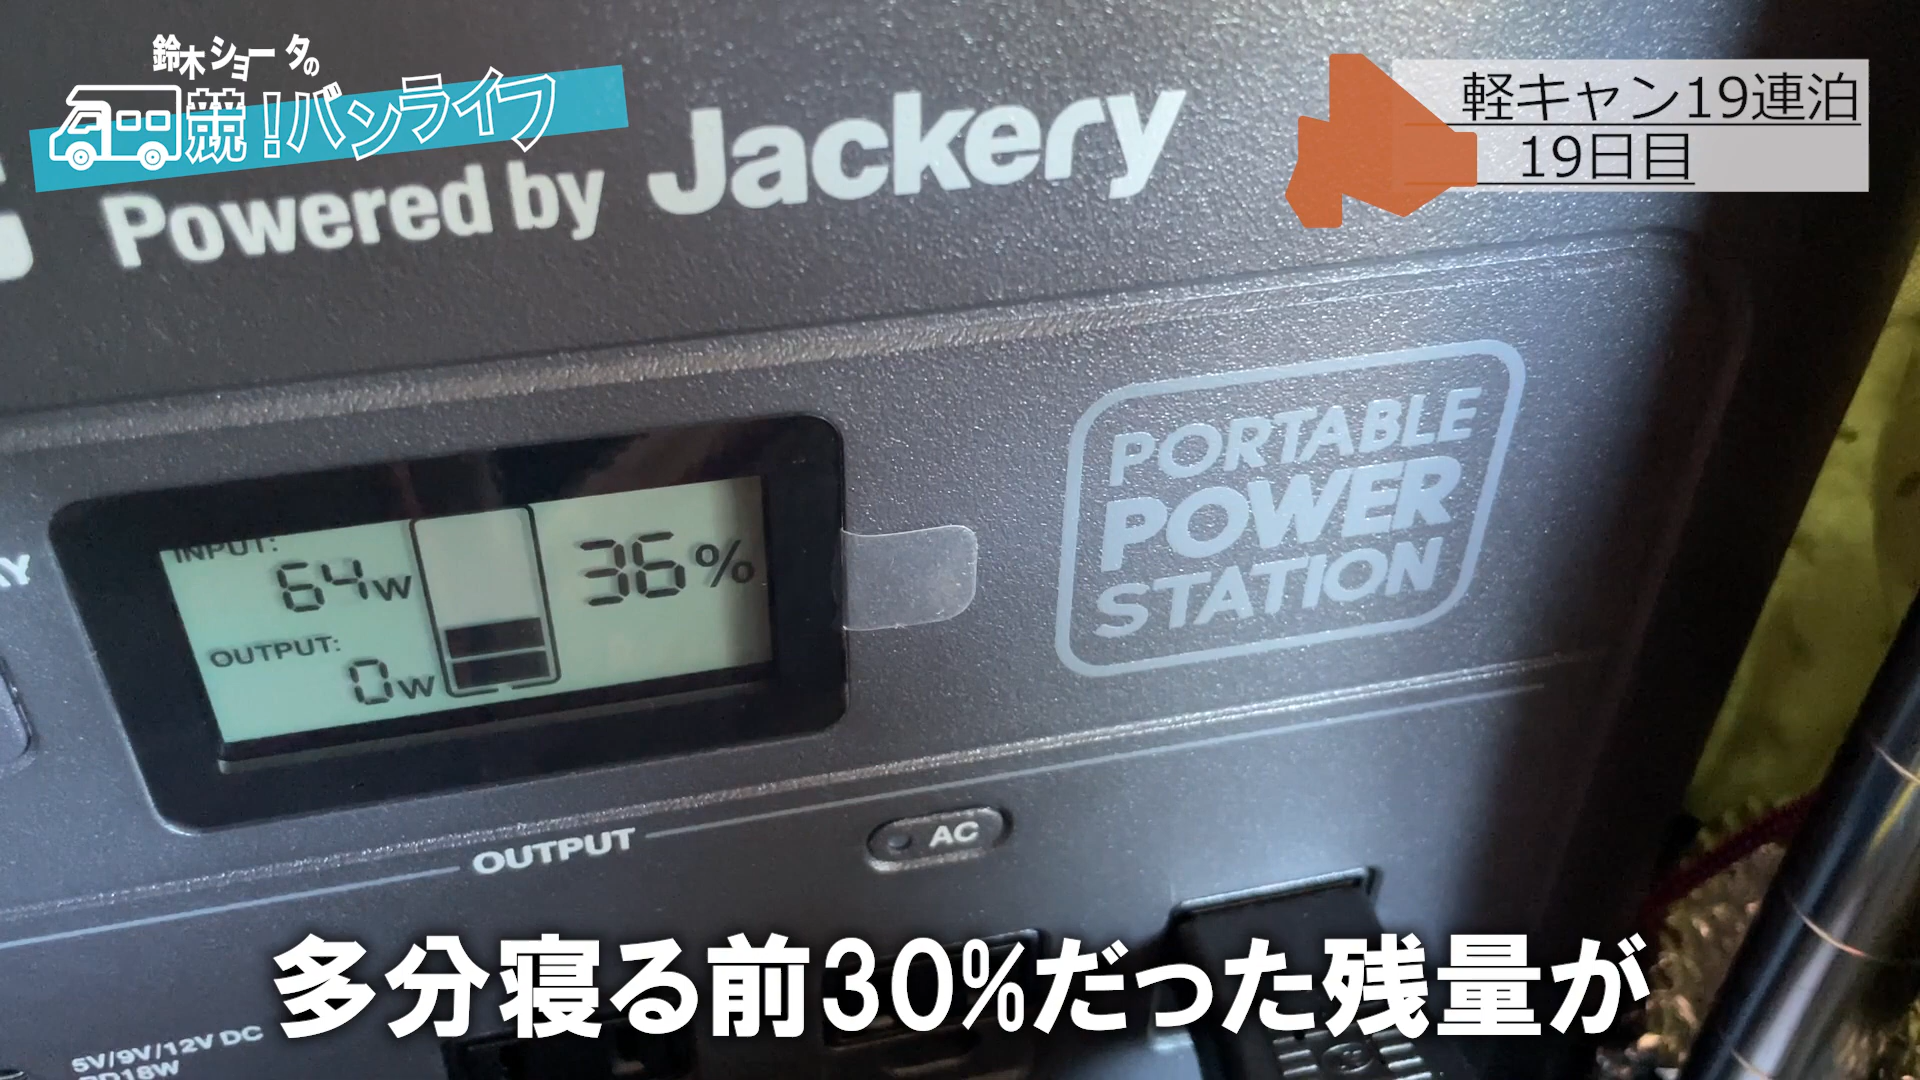 鈴木ショータの
競!バンライフ
軽キャン19連泊
19日目
Powered by Jackery
PORTABLE
POWER
STATION
INPUT:
64w
36%
OUTPUT:
0w
OUTPUT
AC
多分寝る前30%だった残量が
5V/9V/12V DC
PD18W